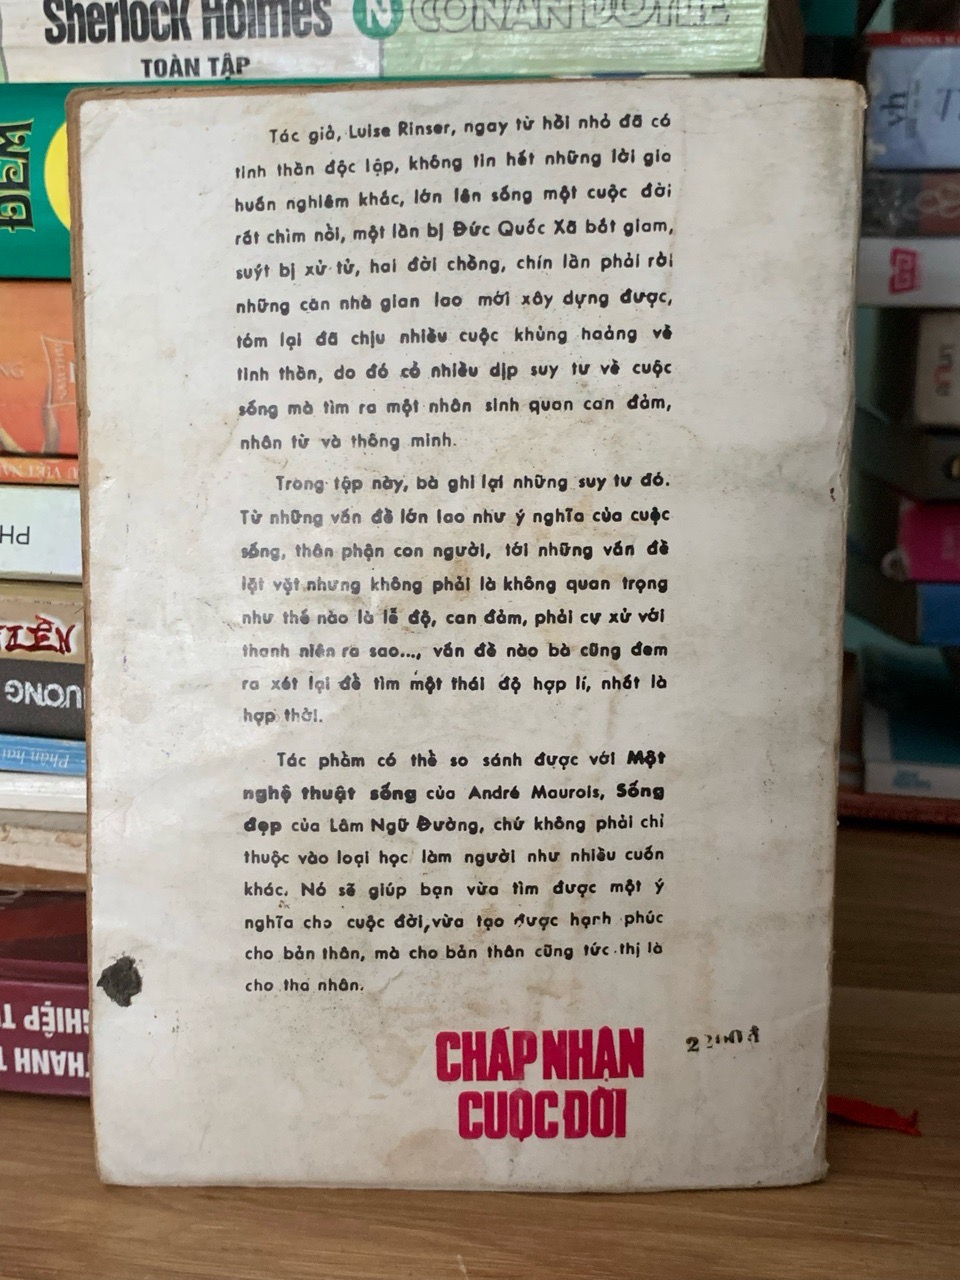 Sherlock Holmes
TOÀN TẬP
N CONAN DOYLE
ĐÊM
Tác giả, Luise Rinser, ngay từ hồi nhỏ đã có
tinh thần độc lập, không tin hết những lời gia
huấn nghiêm khắc, lớn lên sống một cuộc đời
rất chìm nổi, một lần bị Đức Quốc Xã bắt giam,
suýt bị xử tử, hai đời chồng, chín lần phải rời
những căn nhà gian lao mới xây dựng được,
tóm lại đã chịu nhiều cuộc khủng hoảng về
tinh thần, do đó có nhiều dịp suy tư về cuộc
sống mà tìm ra một nhân sinh quan can đảm,
nhân từ và thông minh.
Trong tập này, bà ghi lại những suy tư đó.
Từ những vấn đề lớn lao như ý nghĩa của cuộc
sống, thân phận con người, tới những vấn đề
lặt vặt nhưng không phải là không quan trọng
như thế nào là lễ độ, can đảm, phải cư xử với
thanh niên ra sao..., vấn đề nào bà cũng đem
ra xét lại để tìm một thái độ hợp lí, nhất là
hợp thời.
Tác phẩm có thể so sánh được với Một
nghệ thuật sống của André Maurois, Sống
đẹp của Lâm Ngữ Đường, chứ không phải chỉ
thuộc vào loại học làm người như nhiều cuốn
khác. Nó sẽ giúp bạn vừa tìm được một ý
nghĩa cho cuộc đời, vừa tạo được hạnh phúc
cho bản thân, mà cho bản thân cũng tức thị là
cho tha nhân.
CHẤP NHẬN
CUỘC ĐỜI
PH
ƯƠNG
Phần hai
vh